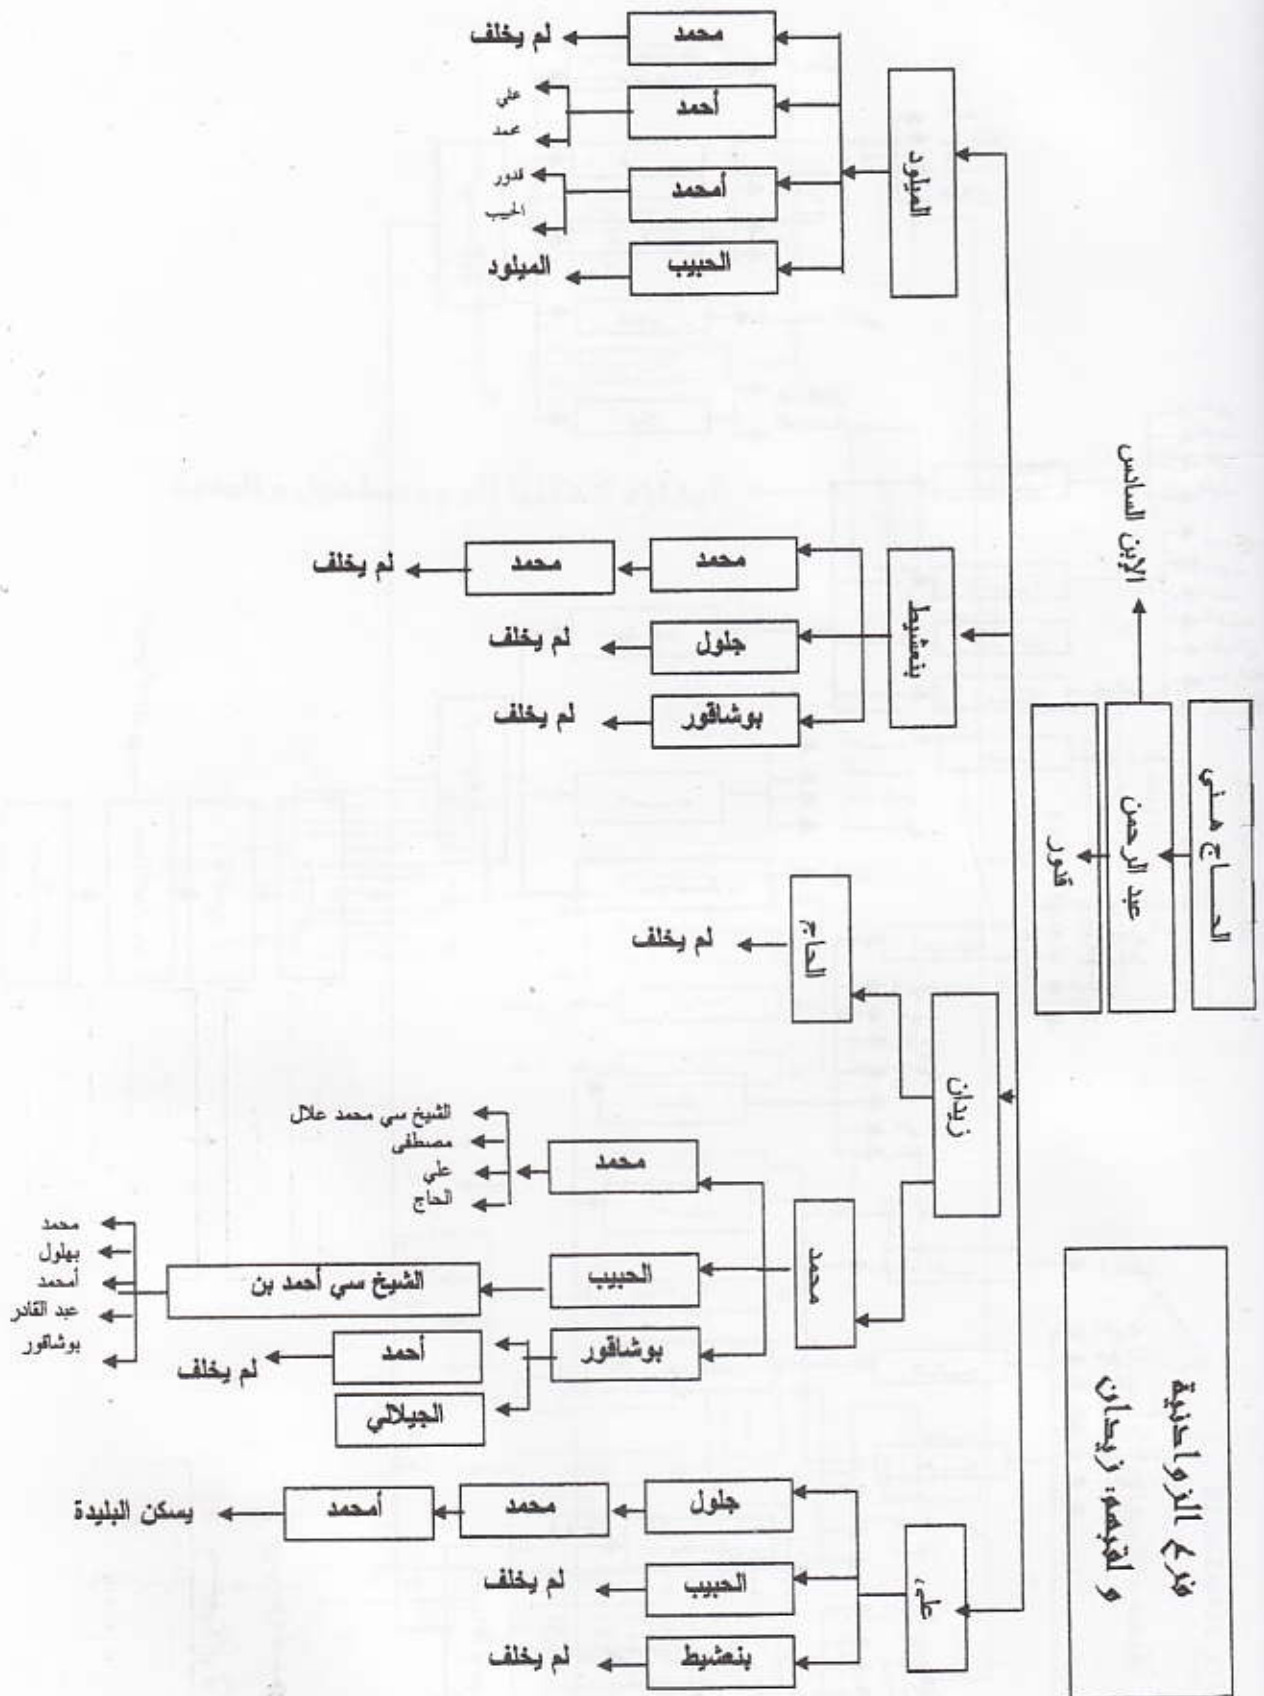 فرع الزوادنية
و لقبهم: زيدان
الحـــاج هــني
عبد الرحمن
الإبن السادس
قدور
علي
زيدان
بنعشيط
الميلود
جلول
محمد
أمحمد
يسكن البليدة
الحبيب
لم يخلف
بنعشيط
لم يخلف
الحاج
لم يخلف
محمد
محمد
الشيخ سي محمد علال
مصطفى
علي
الحاج
الحبيب
الشيخ سي أحمد بن
محمد
بهلول
أمحمد
عبد القادر
بوشاقور
بوشاقور
أحمد
لم يخلف
الجيلالي
محمد
محمد
لم يخلف
جلول
لم يخلف
بوشاقور
لم يخلف
محمد
لم يخلف
أحمد
علي
محمد
أمحمد
قدور
الحبيب
الحبيب
الميلود